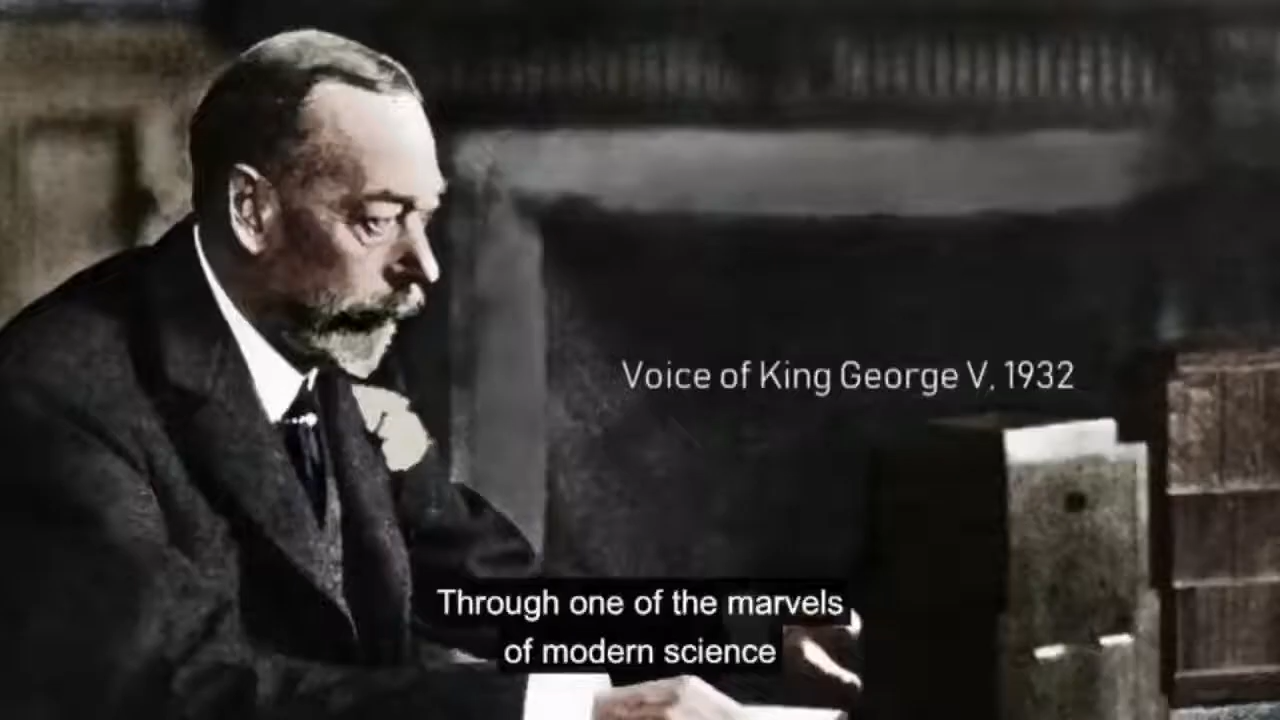 Voice of King George V, 1932
Through one of the marvels
of modern science